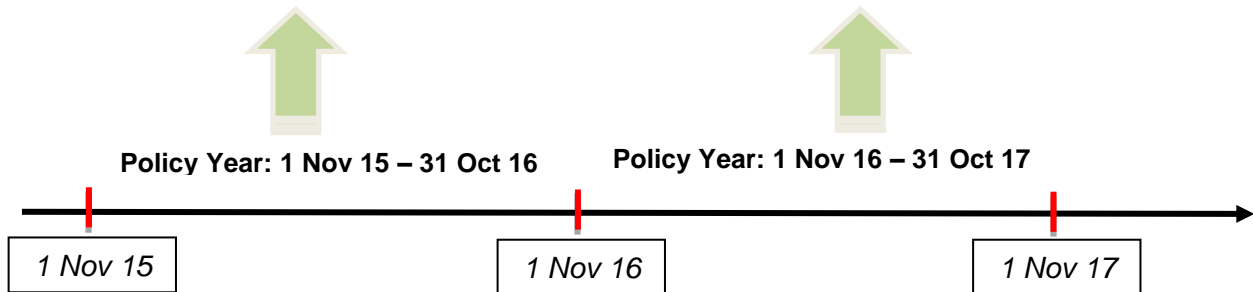 Policy Year: 1 Nov 15 – 31 Oct 16
Policy Year: 1 Nov 16 – 31 Oct 17
1 Nov 15
1 Nov 16
1 Nov 17